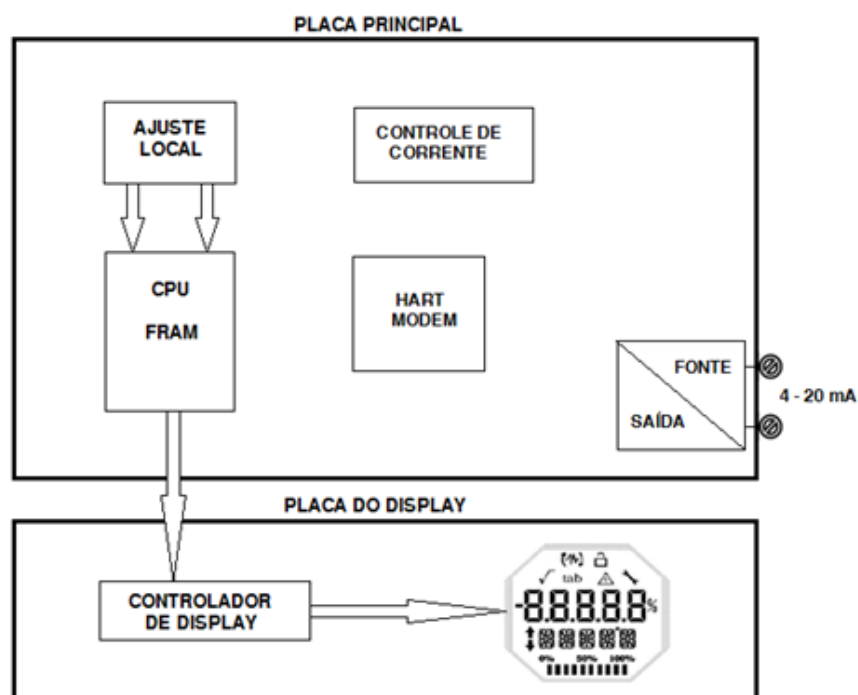 PLACA PRINCIPAL
AJUSTE
LOCAL
CONTROLE DE
CORRENTE
CPU
FRAM
HART
MODEM
FONTE
SAÍDA
4 - 20 mA
PLACA DO DISPLAY
CONTROLADOR
DE DISPLAY
√ tab
-8.8.8.8.8%
0% 50% 100%